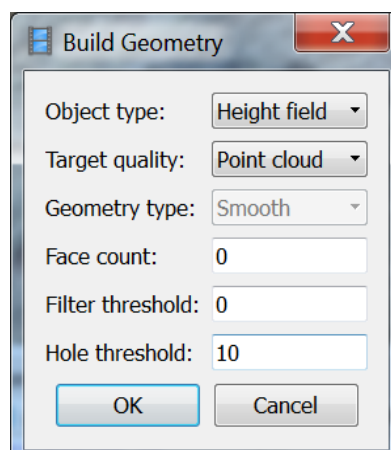 Build Geometry
Object type: Height field
Target quality: Point cloud
Geometry type: Smooth
Face count: 0
Filter threshold: 0
Hole threshold: 10
OK Cancel